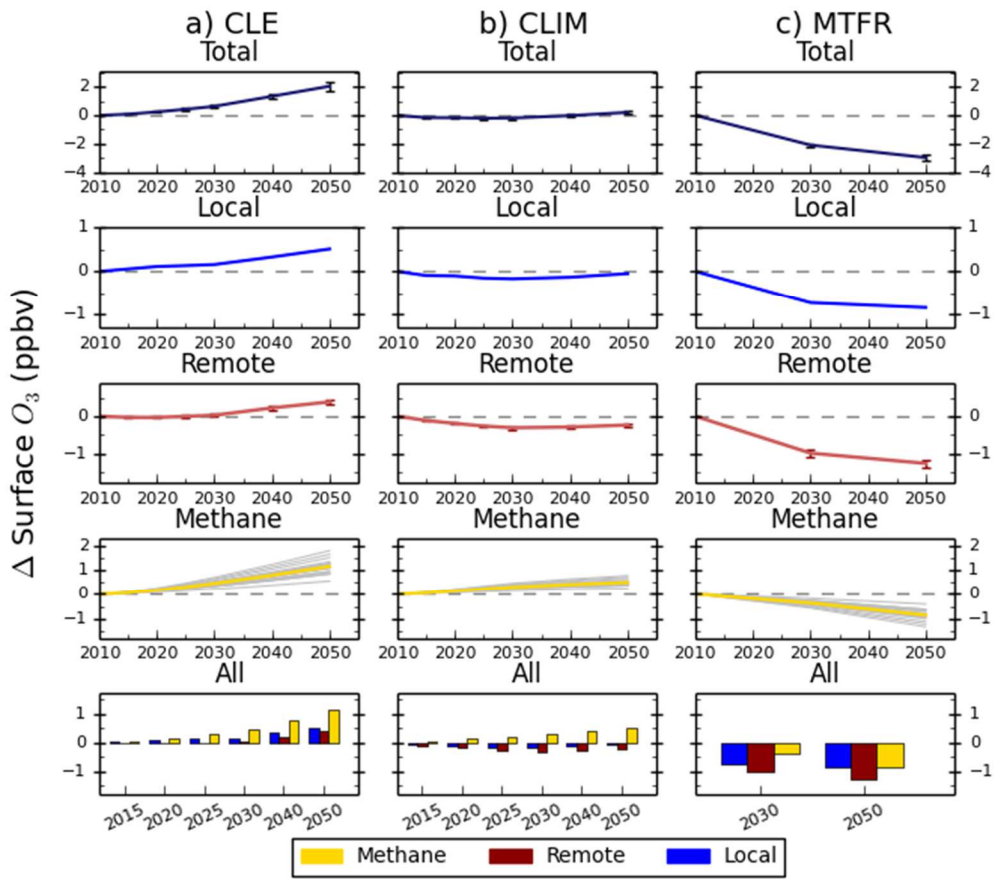 a) CLE b) CLIM c) MTFR
Total Total Total
2 2
0 0
−2 −2
−4 −4
2010 2020 2030 2040 2050 2010 2020 2030 2040 2050 2010 2020 2030 2040 2050
Local Local Local
1 1
0 0
−1 −1
2010 2020 2030 2040 2050 2010 2020 2030 2040 2050 2010 2020 2030 2040 2050
Remote Remote Remote
0 0
−1 −1
2010 2020 2030 2040 2050 2010 2020 2030 2040 2050 2010 2020 2030 2040 2050
Δ Surface O3 (ppbv)
Methane Methane Methane
2 2
1 1
0 0
−1 −1
2010 2020 2030 2040 2050 2010 2020 2030 2040 2050 2010 2020 2030 2040 2050
All All All
1 1
0 0
−1 −1
2015 2020 2025 2030 2040 2050 2015 2020 2025 2030 2040 2050 2030 2050
Methane Remote Local